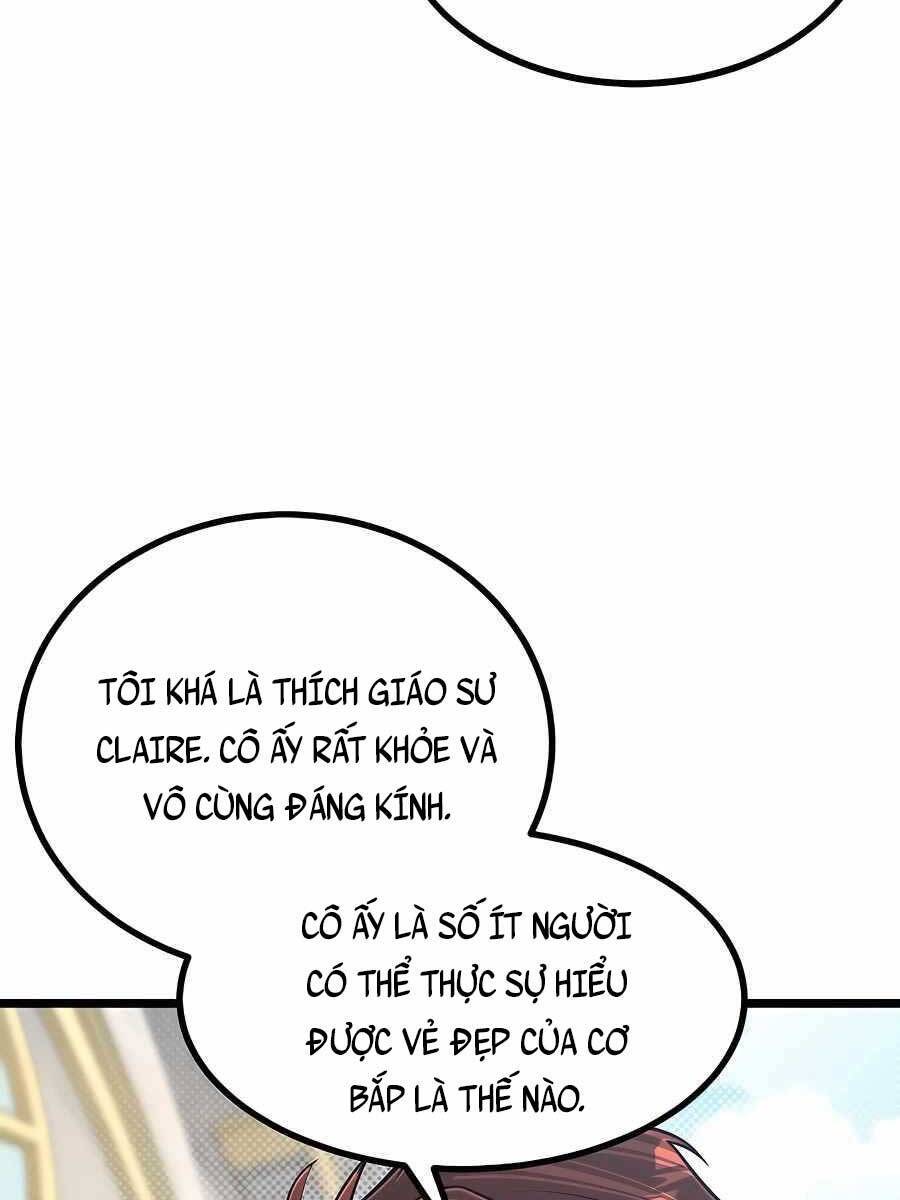 TÔI KHÁ LÀ THÍCH GIÁO SƯ
CLAIRE. CÔ ẤY RẤT KHỎE VÀ
VÔ CÙNG ĐÁNG KÍNH.
CÔ ẤY LÀ SỐ ÍT NGƯỜI
CÓ THỂ THỰC SỰ HIỂU
ĐƯỢC VẺ ĐẸP CỦA CƠ
BẮP LÀ THẾ NÀO.